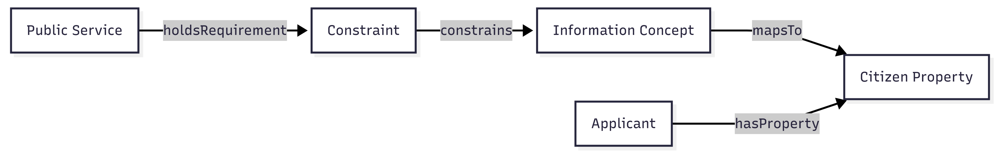 Public Service
holdsRequirement
Constraint
constrains
Information Concept
mapsTo
Citizen Property
Applicant
hasProperty